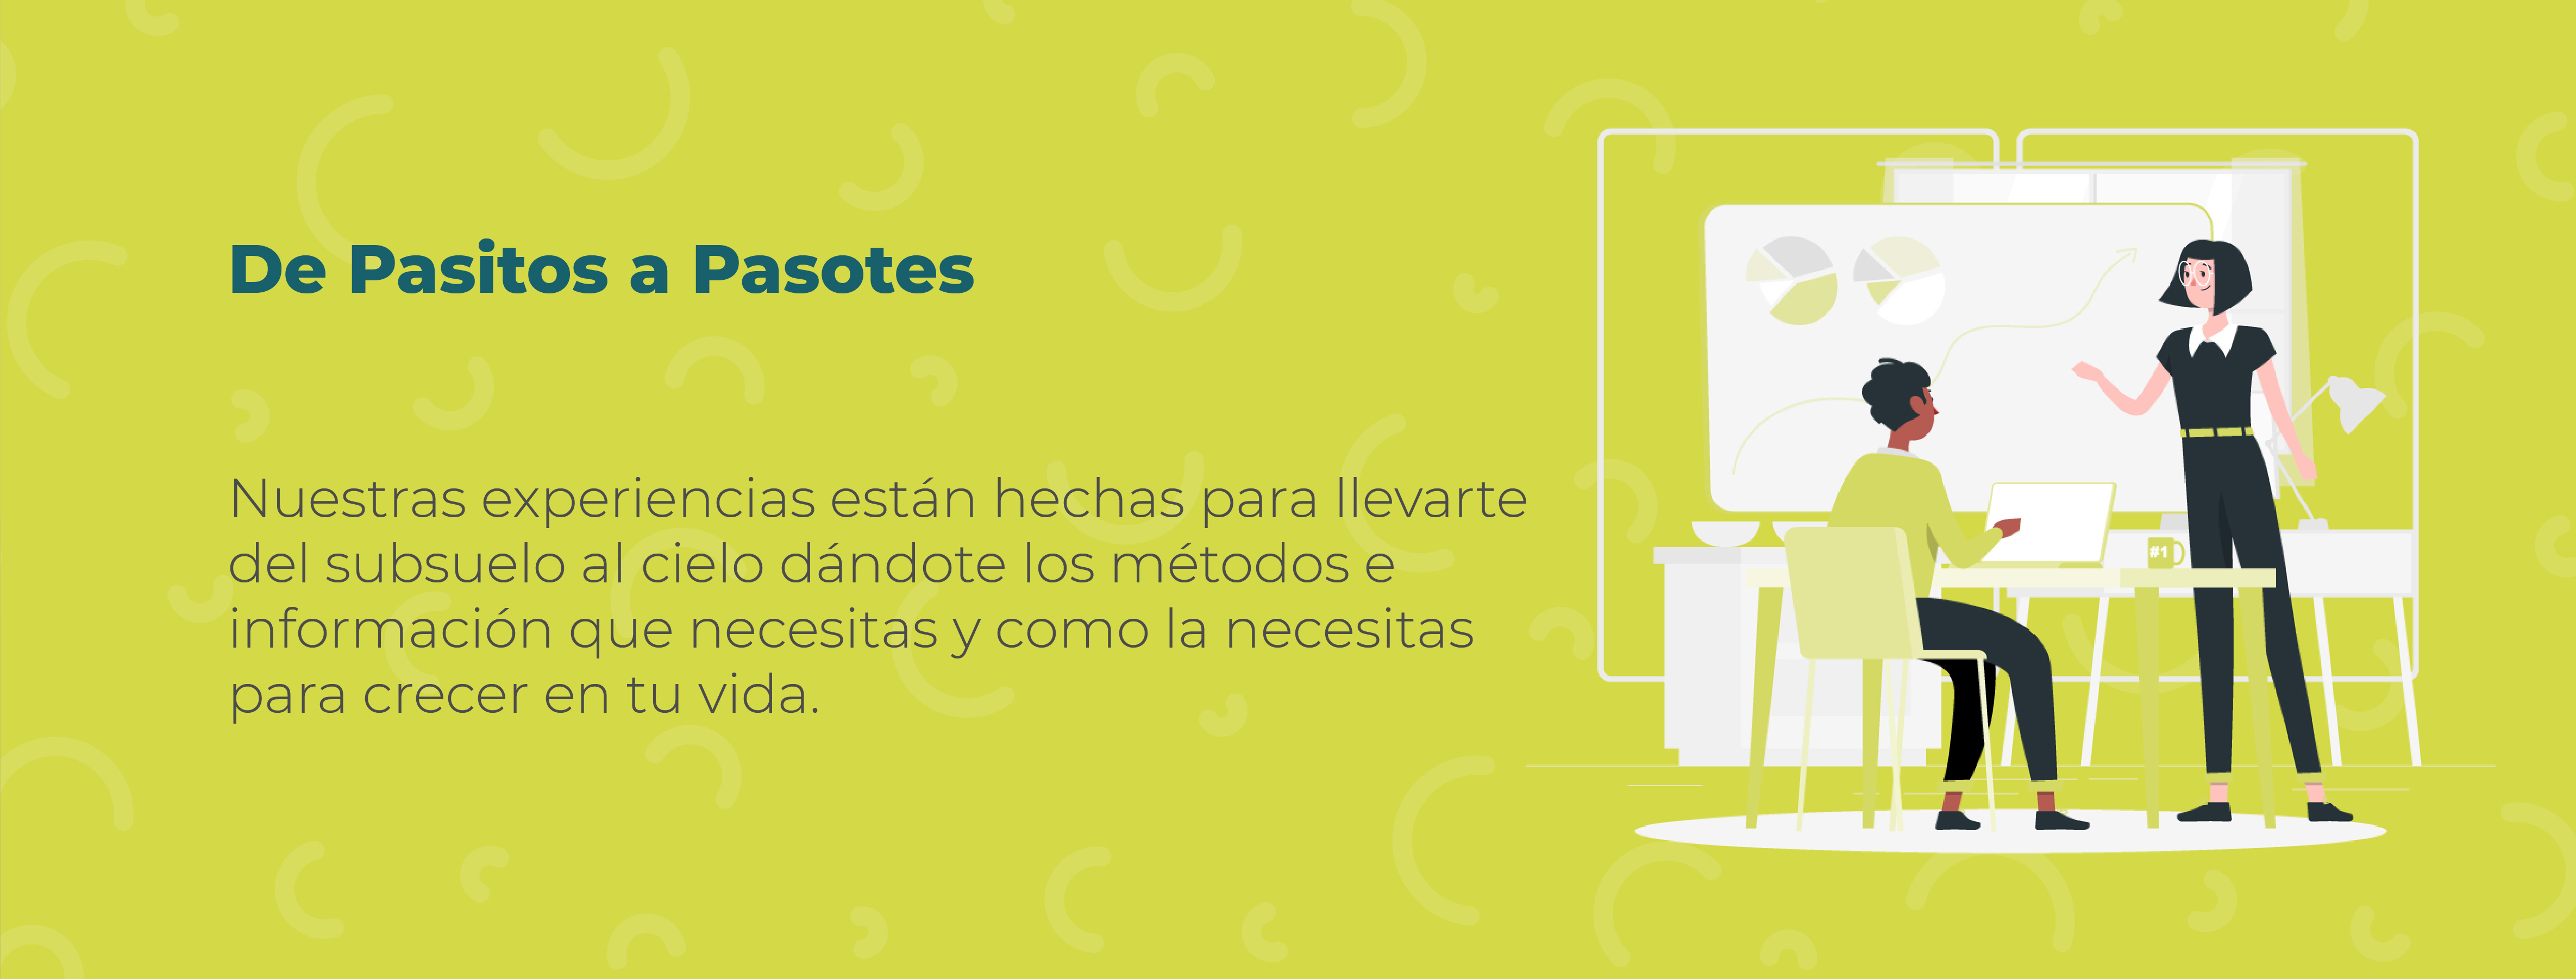 De Pasitos a Pasotes
Nuestras experiencias están hechas para llevarte
del subsuelo al cielo dándote los métodos e
información que necesitas y como la necesitas
para crecer en tu vida.
#1